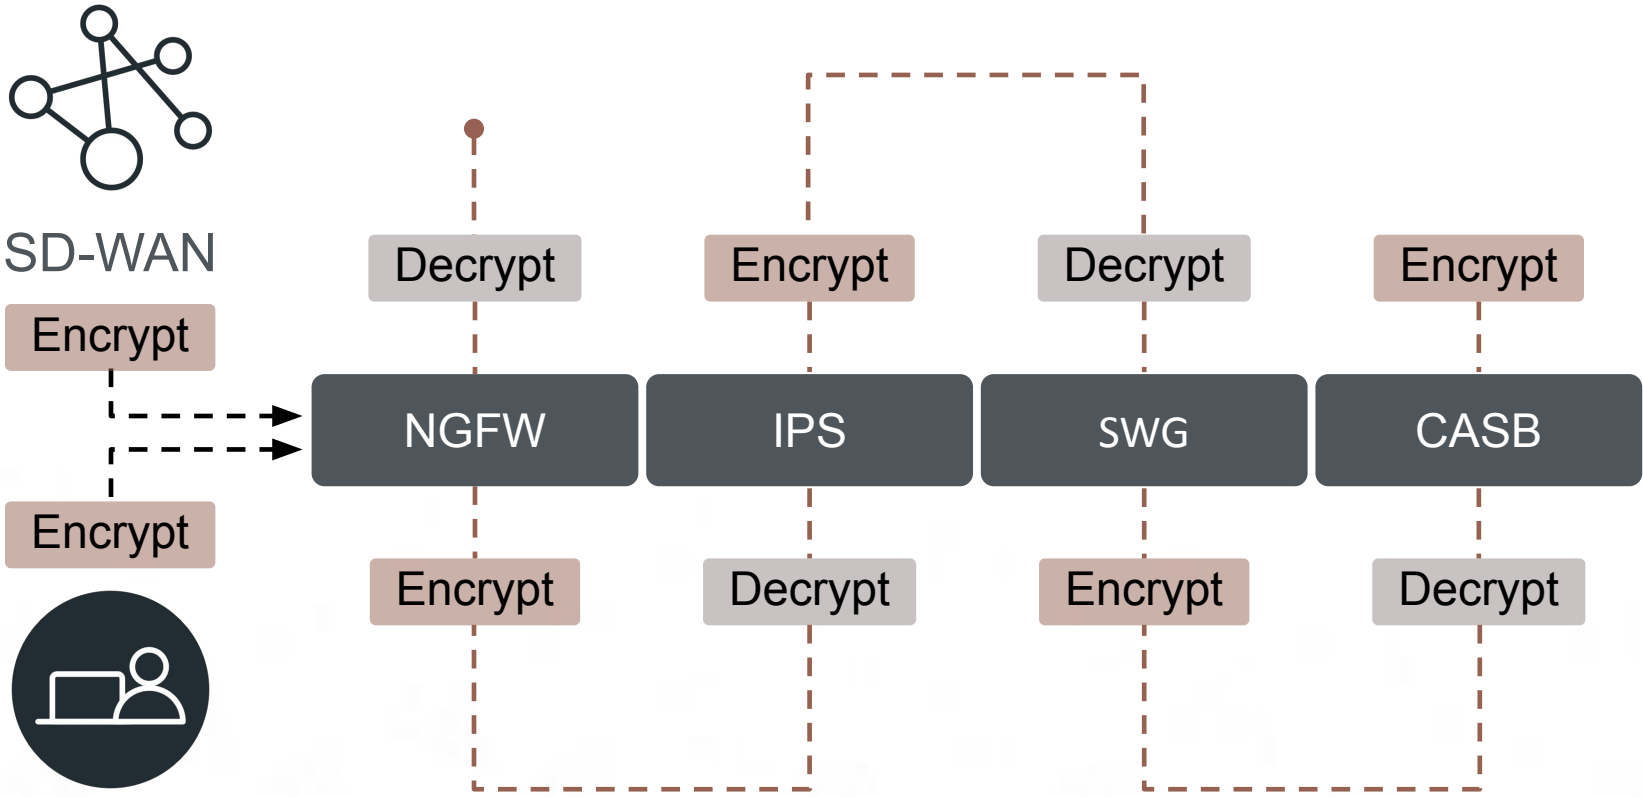 SD-WAN
Encrypt
Encrypt
Decrypt
Encrypt
Decrypt
Encrypt
NGFW
IPS
SWG
CASB
Encrypt
Decrypt
Encrypt
Decrypt